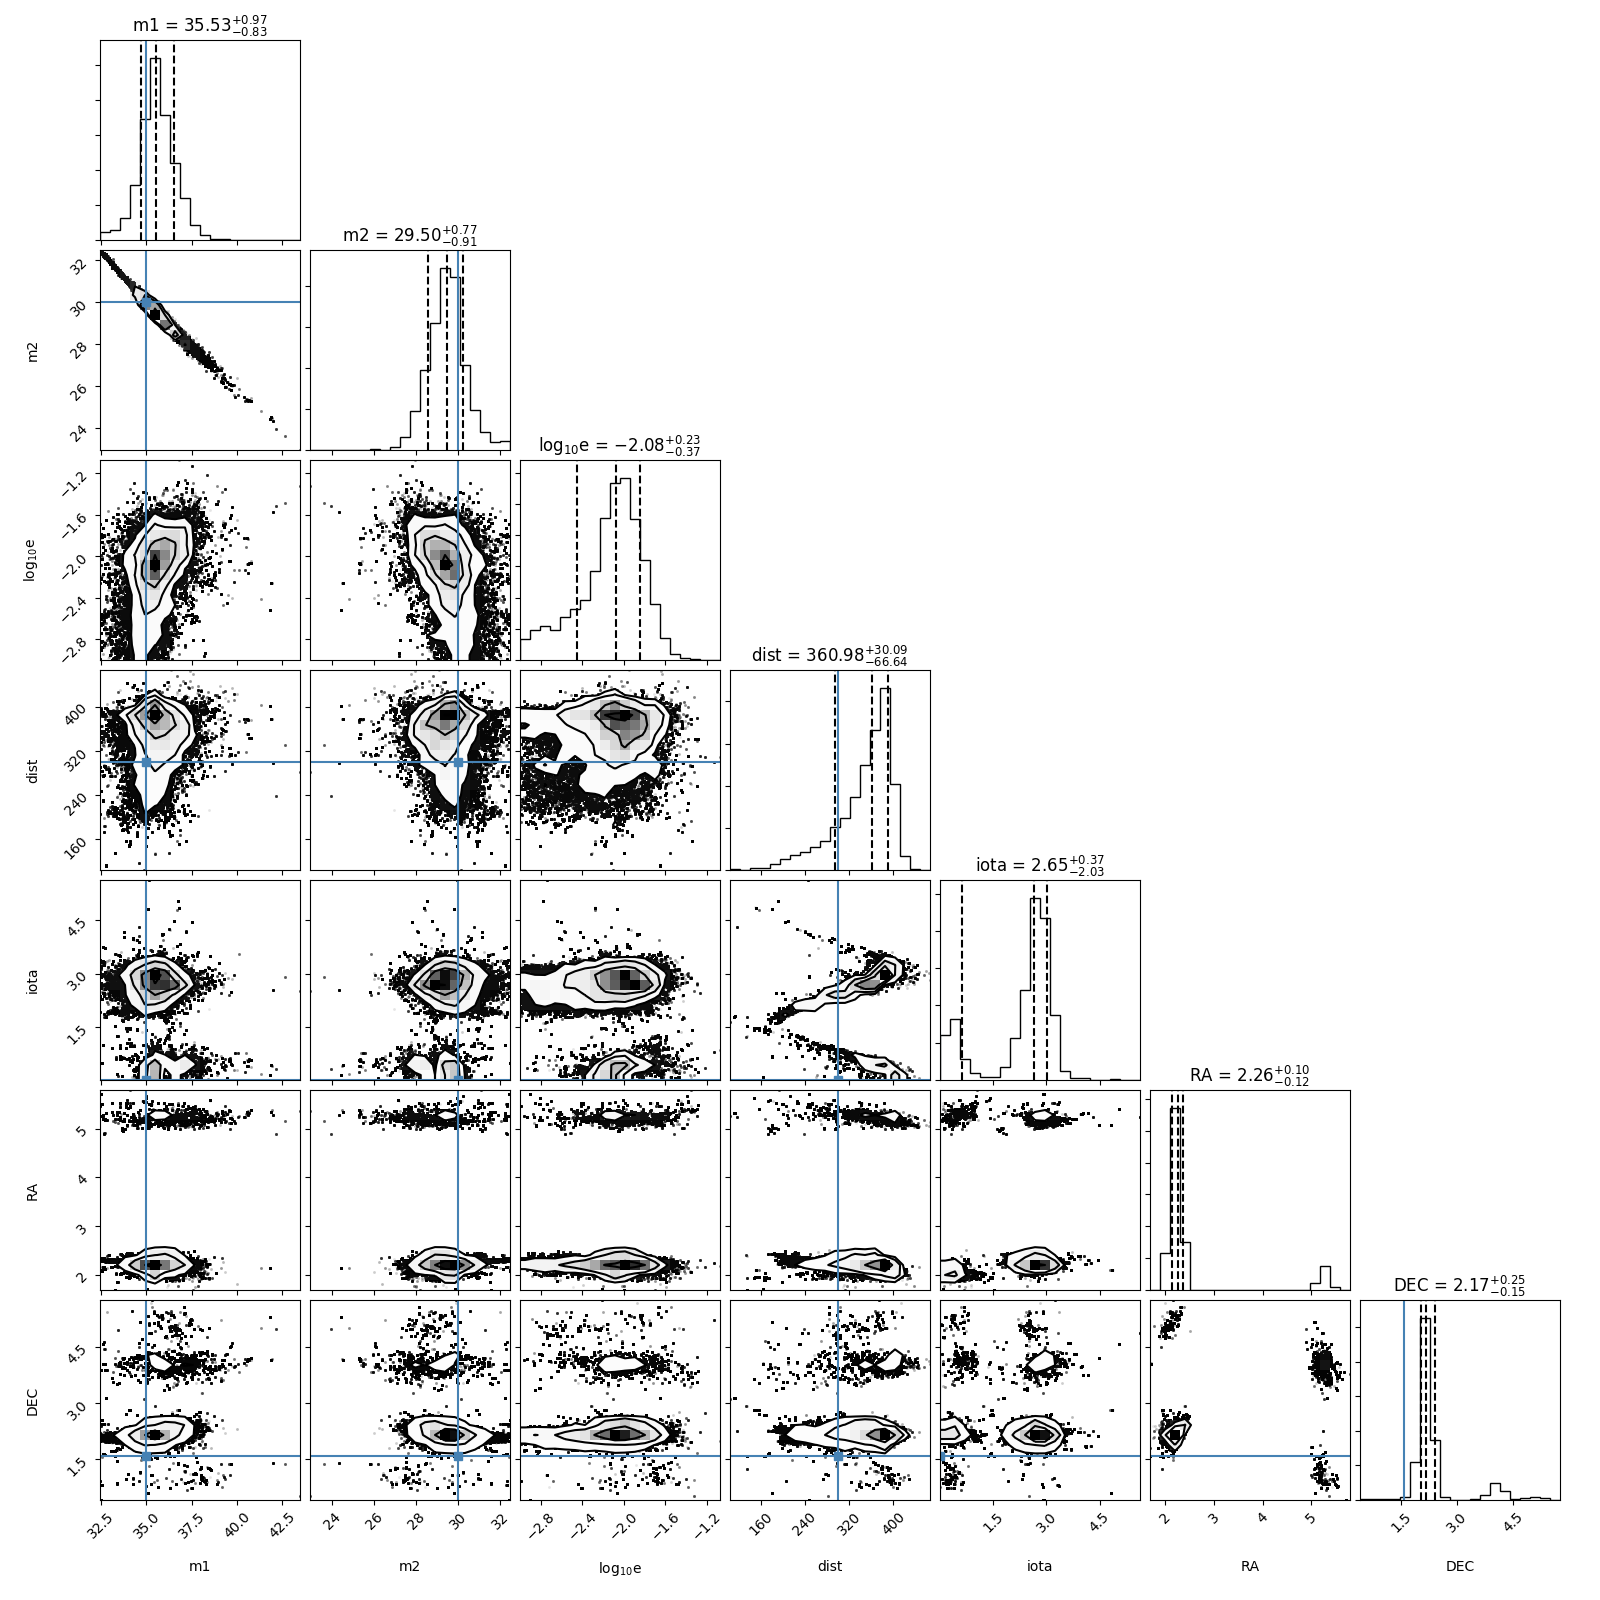 m1 = 35.53+0.97−0.83
m2 = 29.50+0.77−0.91
32
30
28
26
24
m2
log10e = −2.08+0.23−0.37
−1.2
−1.6
−2.0
−2.4
−2.8
log10e
dist = 360.98+30.09−66.64
400
320
240
160
dist
iota = 2.65+0.37−2.03
4.5
3.0
1.5
iota
RA = 2.26+0.10−0.12
5
4
3
2
RA
DEC = 2.17+0.25−0.15
4.5
3.0
1.5
DEC
32.5 35.0 37.5 40.0 42.5 24 26 28 30 32 −2.8 −2.4 −2.0 −1.6 −1.2 160 240 320 400 1.5 3.0 4.5 2 3 4 5 1.5 3.0 4.5
m1 m2 log10e dist iota RA DEC